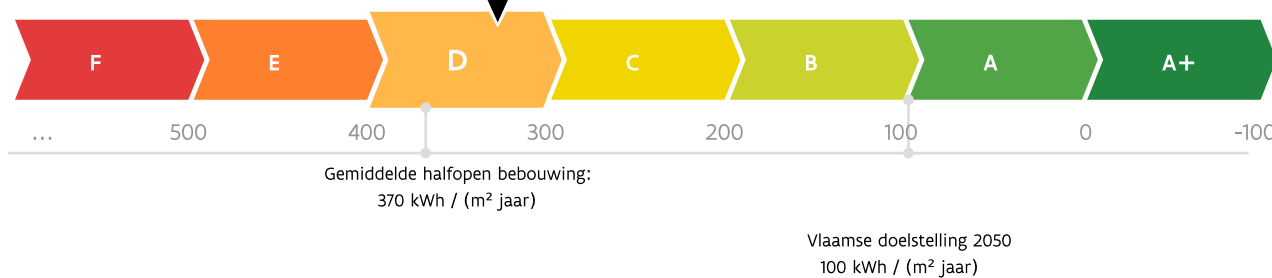 F E D C B A A+
... 500 400 300 200 100 0 -100
Gemiddelde halfopen bebouwing:
370 kWh / (m² jaar)
Vlaamse doelstelling 2050
100 kWh / (m² jaar)